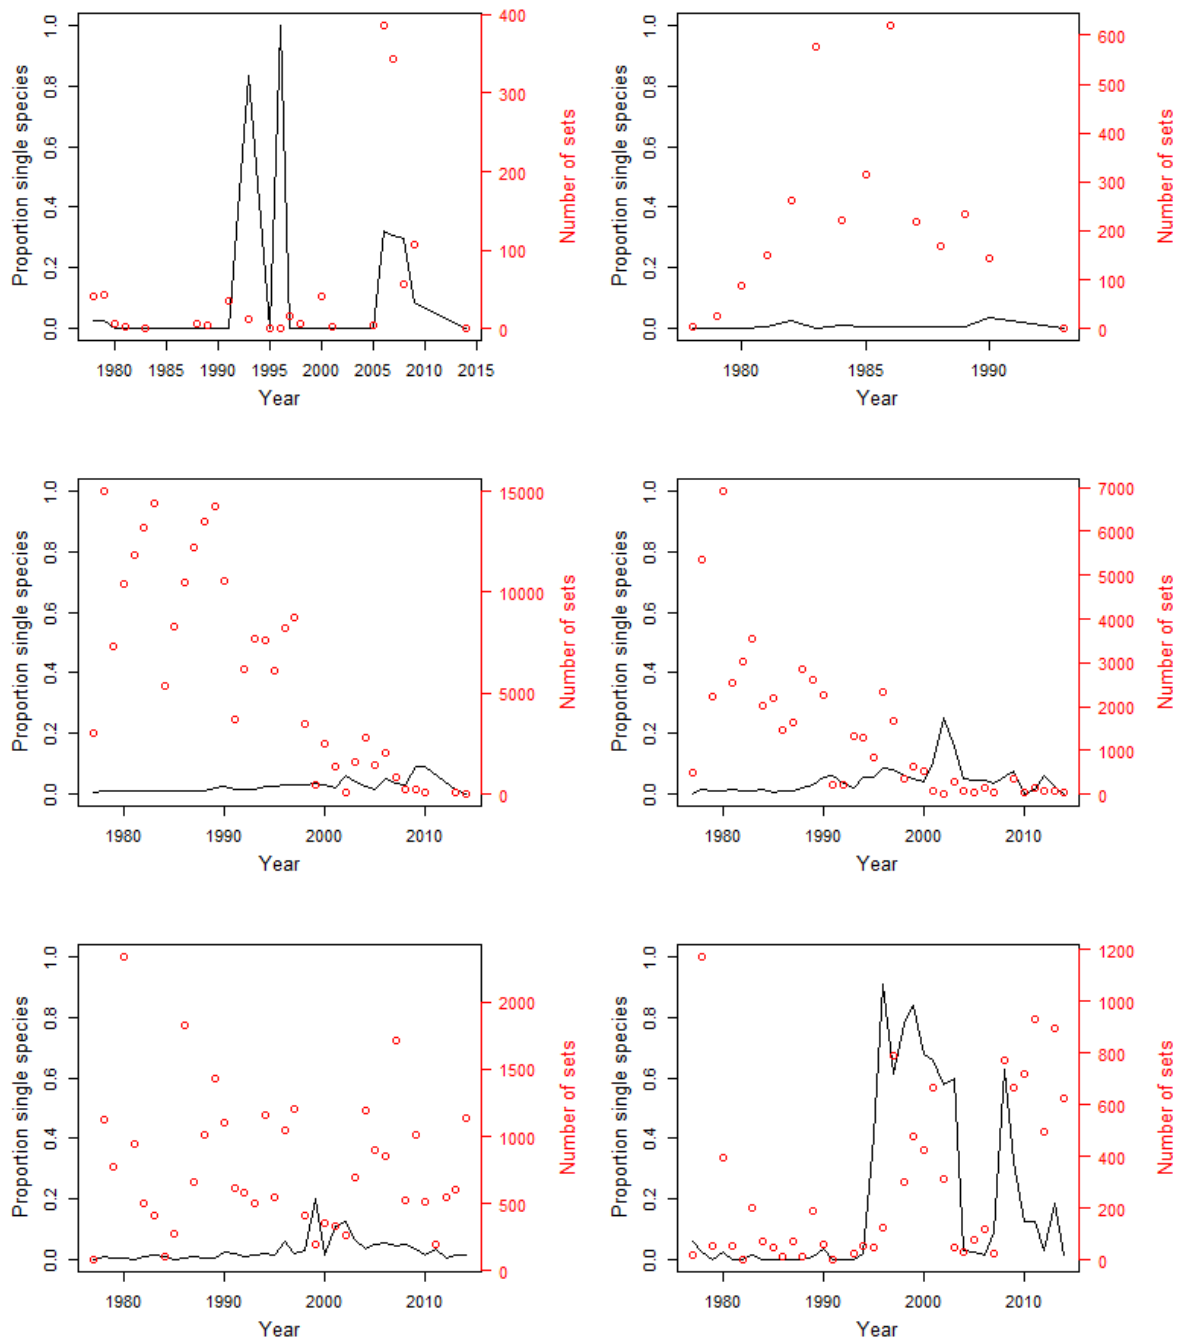 Proportion single species
0.0 0.2 0.4 0.6 0.8 1.0
0 100 200 300 400
Number of sets
1980 1985 1990 1995 2000 2005 2010 2015
Year
Proportion single species
0.0 0.2 0.4 0.6 0.8 1.0
0 100 200 300 400 500 600
Number of sets
1980 1985 1990
Year
Proportion single species
0.0 0.2 0.4 0.6 0.8 1.0
0 5000 10000 15000
Number of sets
1980 1990 2000 2010
Year
Proportion single species
0.0 0.2 0.4 0.6 0.8 1.0
0 1000 2000 3000 4000 5000 6000 7000
Number of sets
1980 1990 2000 2010
Year
Proportion single species
0.0 0.2 0.4 0.6 0.8 1.0
0 500 1000 1500 2000
Number of sets
1980 1990 2000 2010
Year
Proportion single species
0.0 0.2 0.4 0.6 0.8 1.0
0 200 400 600 800 1000 1200
Number of sets
1980 1990 2000 2010
Year